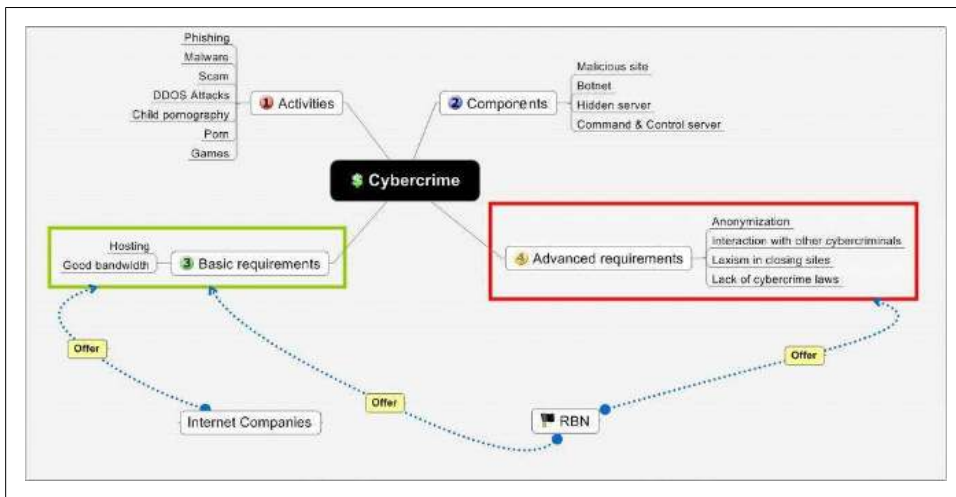 Phishing
Malware
Scam
DDOS Attacks
Child pornography
Porn
Games
1 Activities
2 Components
Malicious site
Botnet
Hidden server
Command & Control server
$ Cybercrime
Hosting
Good bandwidth
3 Basic requirements
4 Advanced requirements
Anonymization
Interaction with other cybercriminals
Laxism in closing sites
Lack of cybercrime laws
Offer
Offer
Offer
Internet Companies
RBN